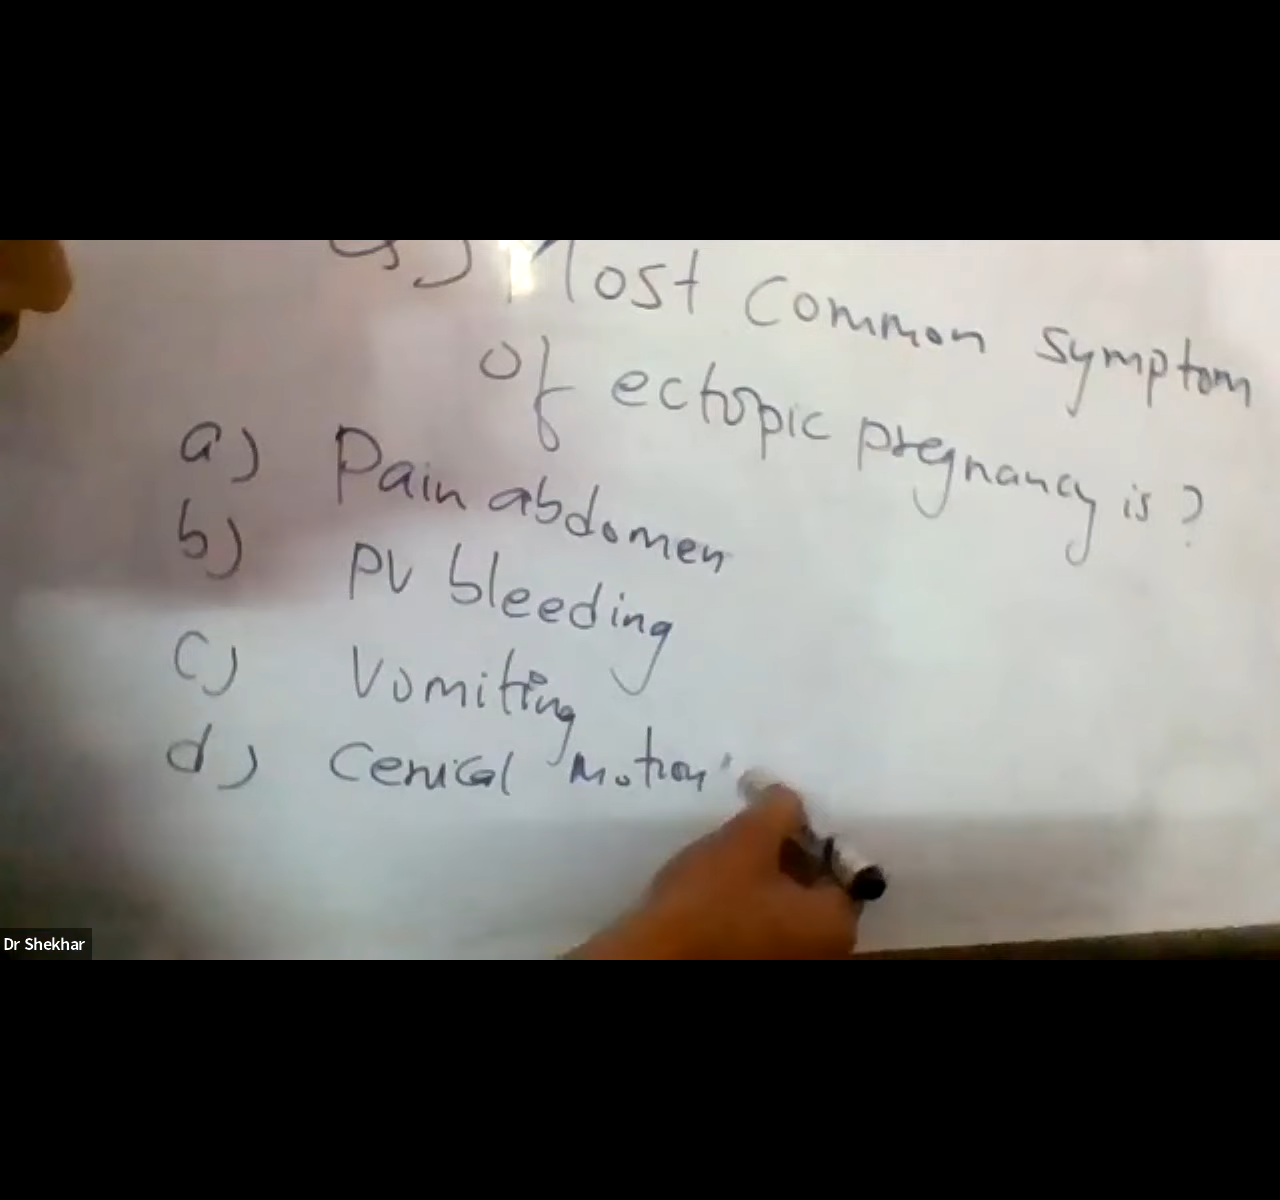 Most common symptom
of ectopic pregnancy is ?
a) Pain abdomen
b) PV bleeding
c) Vomiting
d) Cervical motion
Dr Shekhar